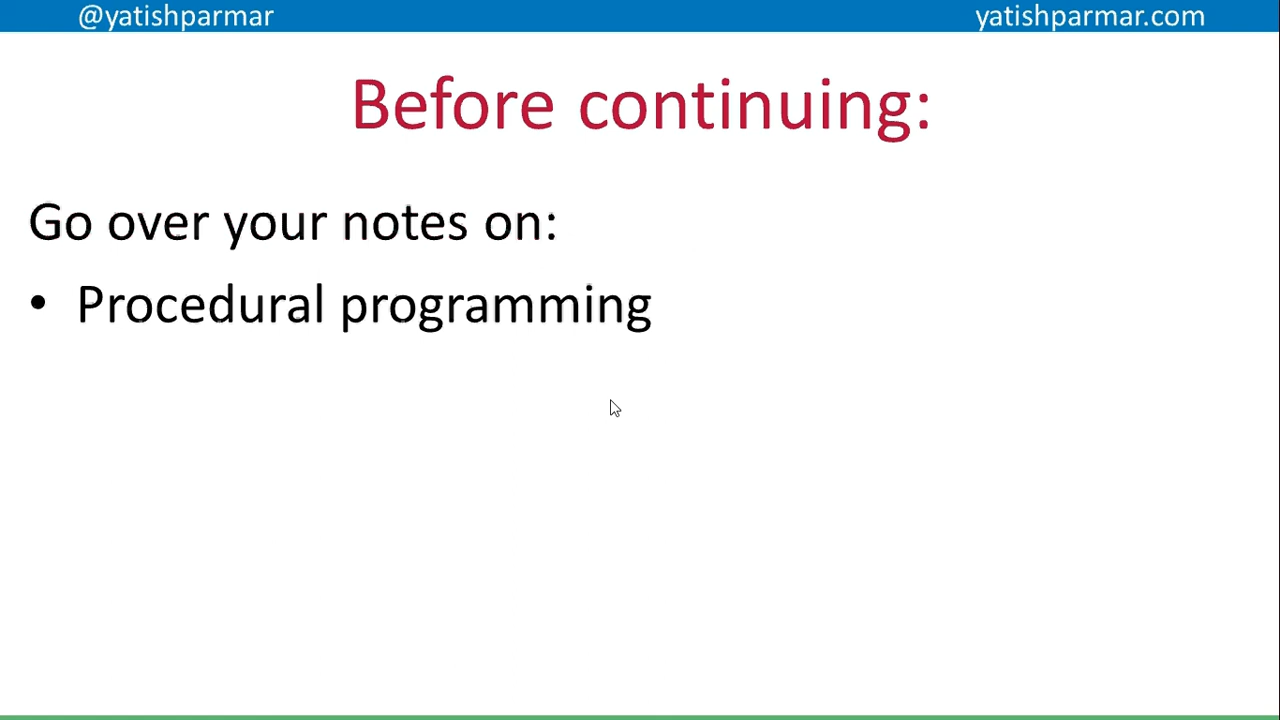 @yatishparmar yatishparmar.com
Before continuing:
Go over your notes on:
• Procedural programming